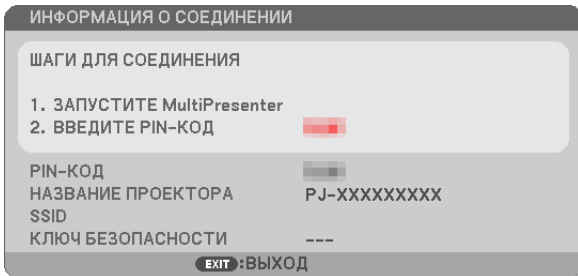 ИНФОРМАЦИЯ О СОЕДИНЕНИИ
ШАГИ ДЛЯ СОЕДИНЕНИЯ
1. ЗАПУСТИТЕ MultiPresenter
2. ВВЕДИТЕ PIN-КОД
PIN-КОД
НАЗВАНИЕ ПРОЕКТОРА PJ-XXXXXXXXX
SSID
КЛЮЧ БЕЗОПАСНОСТИ ---
EXIT :ВЫХОД